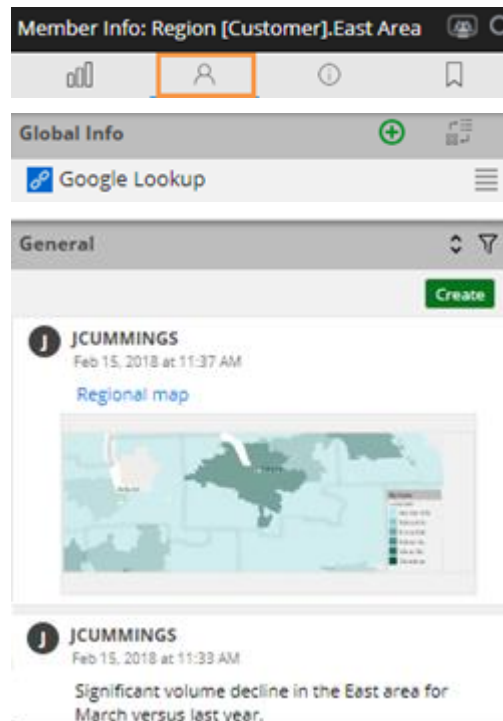 Member Info: Region [Customer].East Area
Global Info
Google Lookup
General
Create
J
JCUMMINGS
Feb 15, 2018 at 11:37 AM
Regional map
J
JCUMMINGS
Feb 15, 2018 at 11:33 AM
Significant volume decline in the East area for
March versus last year.